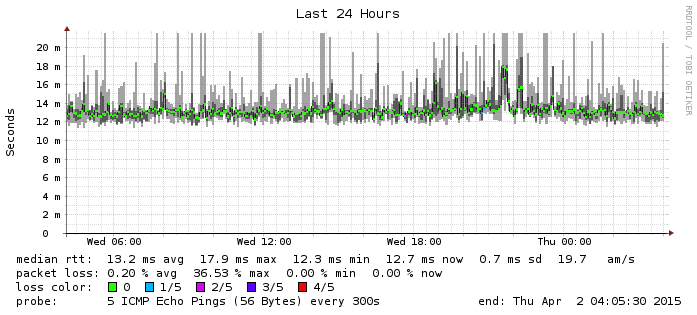 Last 24 Hours
RRDTOOL / TOBI OETIKER
Seconds
20 m
18 m
16 m
14 m
12 m
10 m
8 m
6 m
4 m
2 m
0
Wed 06:00 Wed 12:00 Wed 18:00 Thu 00:00
median rtt: 13.2 ms avg 17.9 ms max 12.3 ms min 12.7 ms now 0.7 ms sd 19.7 am/s
packet loss: 0.20 % avg 36.53 % max 0.00 % min 0.00 % now
loss color: 0 1/5 2/5 3/5 4/5
probe: 5 ICMP Echo Pings (56 Bytes) every 300s end: Thu Apr 2 04:05:30 2015